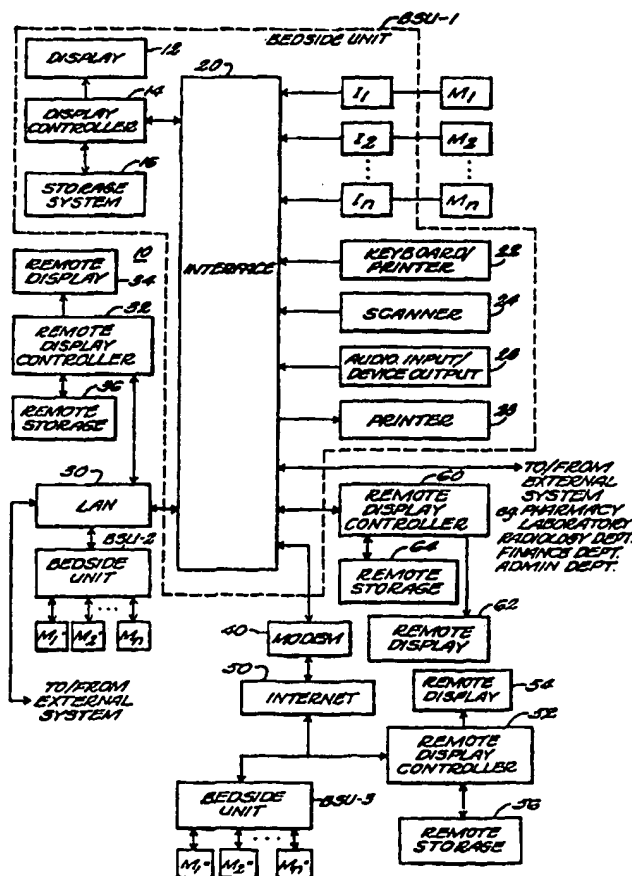 BSU-1
BEDSIDE UNIT
DISPLAY
12
20
14
DISPLAY
CONTROLLER
I1
M1
16
STORAGE
SYSTEM
I2
M2
In
Mn
INTERFACE
10
REMOTE
DISPLAY
34
KEYBOARD/
PRINTER
22
32
REMOTE
DISPLAY
CONTROLLER
SCANNER
24
AUDIO INPUT/
DEVICE OUTPUT
36
REMOTE
STORAGE
PRINTER
30
LAN
60
REMOTE
DISPLAY
CONTROLLER
TO/FROM
EXTERNAL
SYSTEM
eg. PHARMACY
LABORATORY
RADIOLOGY DEPT.
FINANCE DEPT.
ADMIN DEPT.
BSU-2
BEDSIDE
UNIT
64
REMOTE
STORAGE
62
REMOTE
DISPLAY
M1'
M2'
Mn'
40
MODEM
50
INTERNET
TO/FROM
EXTERNAL
SYSTEM
REMOTE
DISPLAY
54
52
REMOTE
DISPLAY
CONTROLLER
BEDSIDE
UNIT
BSU-3
56
REMOTE
STORAGE
M1"
M2"
Mn"